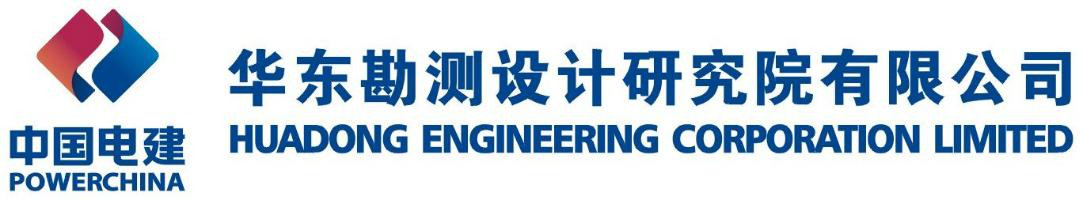 中国电建
POWERCHINA
华东勘测设计研究院有限公司
HUADONG ENGINEERING CORPORATION LIMITED